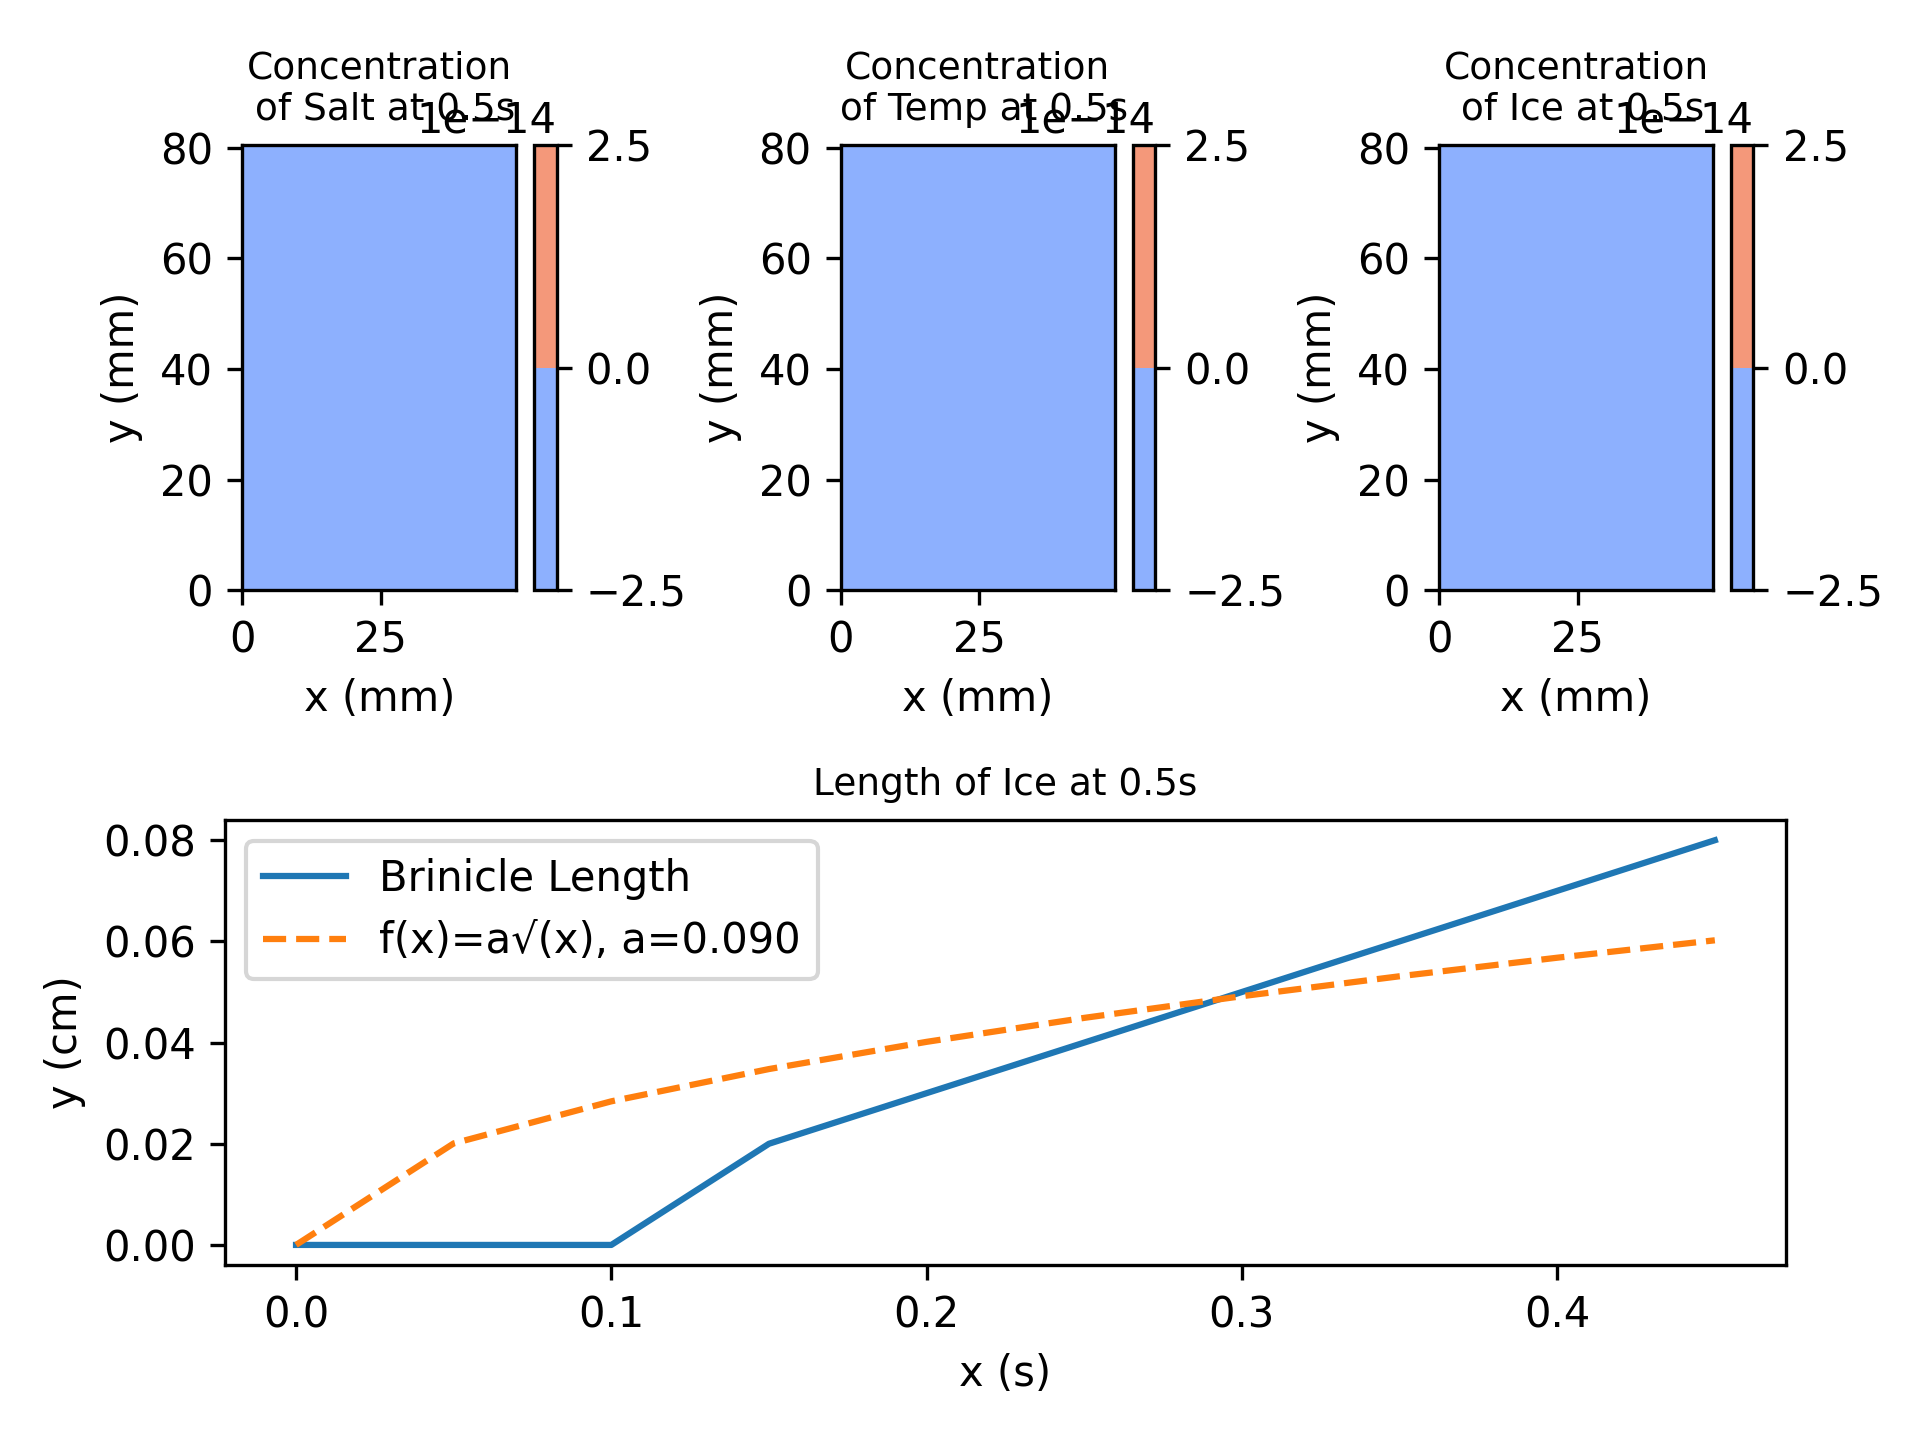 Concentration
of Salt at 0.5s
1e−14
80
60
40
20
0
y (mm)
0 25
x (mm)
2.5
0.0
−2.5
Concentration
of Temp at 0.5s
1e−14
80
60
40
20
0
y (mm)
0 25
x (mm)
2.5
0.0
−2.5
Concentration
of Ice at 0.5s
1e−14
80
60
40
20
0
y (mm)
0 25
x (mm)
2.5
0.0
−2.5
Length of Ice at 0.5s
Brinicle Length
f(x)=a√(x), a=0.090
0.08
0.06
0.04
0.02
0.00
y (cm)
0.0 0.1 0.2 0.3 0.4
x (s)